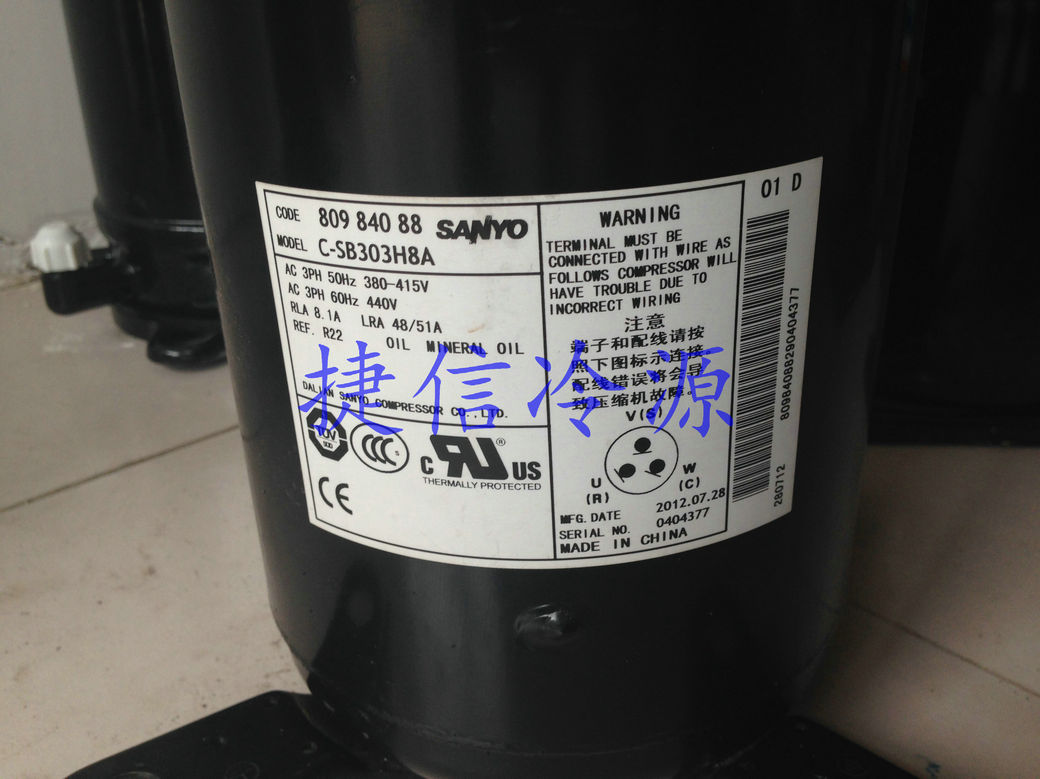 CODE 809 840 88 SANYO
MODEL C-SB303H8A
AC 3PH 50Hz 380-415V
AC 3PH 60Hz 440V
RLA 8.1A LRA 48/51A
REF. R22 OIL MINERAL OIL
DALIAN SANYO COMPRESSOR CO.,LTD.
TÜV
SÜD
CCC S
c RU ® US
THERMALLY PROTECTED
CE
WARNING
TERMINAL MUST BE
CONNECTED WITH WIRE AS
FOLLOWS COMPRESSOR WILL
HAVE TROUBLE DUE TO
INCORRECT WIRING
注意
端子和配线请按
照下图标示连接。
配线错误将会导
致压缩机故障。
V(S)
U
(R)
W
(C)
MFG. DATE 2012.07.28
SERIAL NO. 0404377
MADE IN CHINA
01 D
80984088290404377
280712
捷信冷源